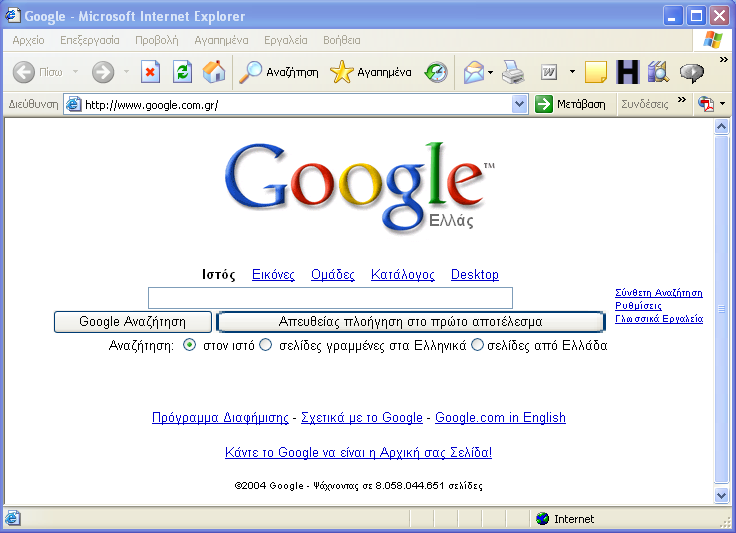 Google - Microsoft Internet Explorer
Αρχείο Επεξεργασία Προβολή Αγαπημένα Εργαλεία Βοήθεια
Πίσω Αναζήτηση Αγαπημένα W H »
Διεύθυνση http://www.google.com.gr/ Μετάβαση Συνδέσεις »
Google™
Ελλάς
Ιστός Εικόνες Ομάδες Κατάλογος Desktop
Σύνθετη Αναζήτηση
Ρυθμίσεις
Γλωσσικά Εργαλεία
Google Αναζήτηση Απευθείας πλοήγηση στο πρώτο αποτέλεσμα
Αναζήτηση: στον ιστό σελίδες γραμμένες στα Ελληνικά σελίδες από Ελλάδα
Πρόγραμμα Διαφήμισης - Σχετικά με το Google - Google.com in English
Κάντε το Google να είναι η Αρχική σας Σελίδα!
©2004 Google - Ψάχνοντας σε 8.058.044.651 σελίδες
Internet